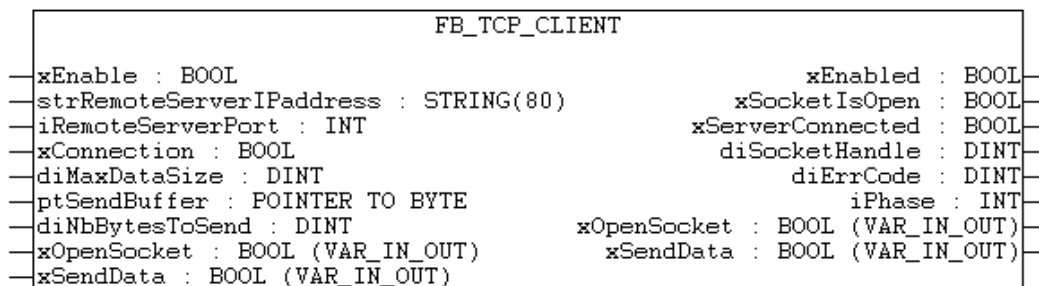 FB_TCP_CLIENT
xEnable : BOOL xEnabled : BOOL
strRemoteServerIPaddress : STRING(80) xSocketIsOpen : BOOL
iRemoteServerPort : INT xServerConnected : BOOL
xConnection : BOOL diSocketHandle : DINT
diMaxDataSize : DINT diErrCode : DINT
ptSendBuffer : POINTER TO BYTE iPhase : INT
diNbBytesToSend : DINT xOpenSocket : BOOL (VAR_IN_OUT)
xOpenSocket : BOOL (VAR_IN_OUT) xSendData : BOOL (VAR_IN_OUT)
xSendData : BOOL (VAR_IN_OUT)